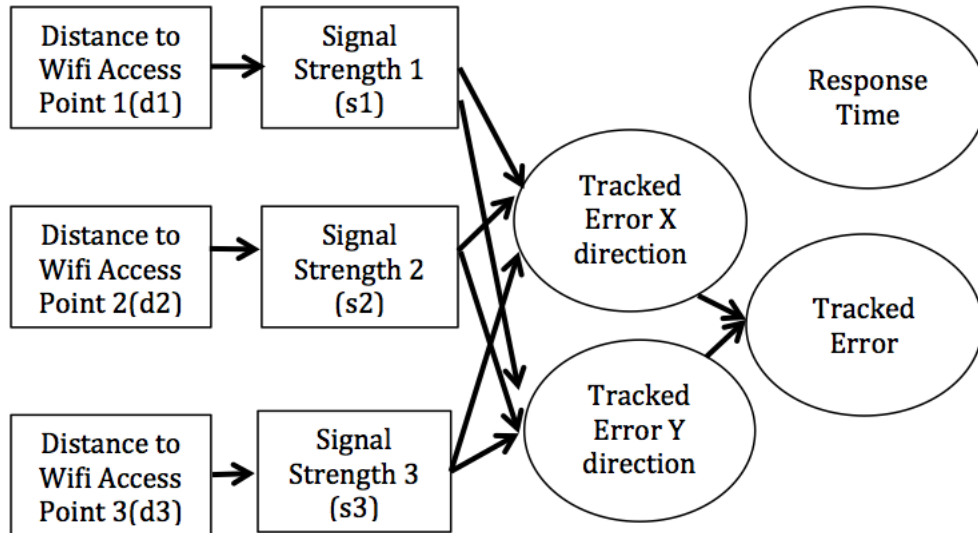 Distance to
Wifi Access
Point 1(d1)
Signal
Strength 1
(s1)
Response
Time
Distance to
Wifi Access
Point 2(d2)
Signal
Strength 2
(s2)
Tracked
Error X
direction
Tracked
Error
Distance to
Wifi Access
Point 3(d3)
Signal
Strength 3
(s3)
Tracked
Error Y
direction